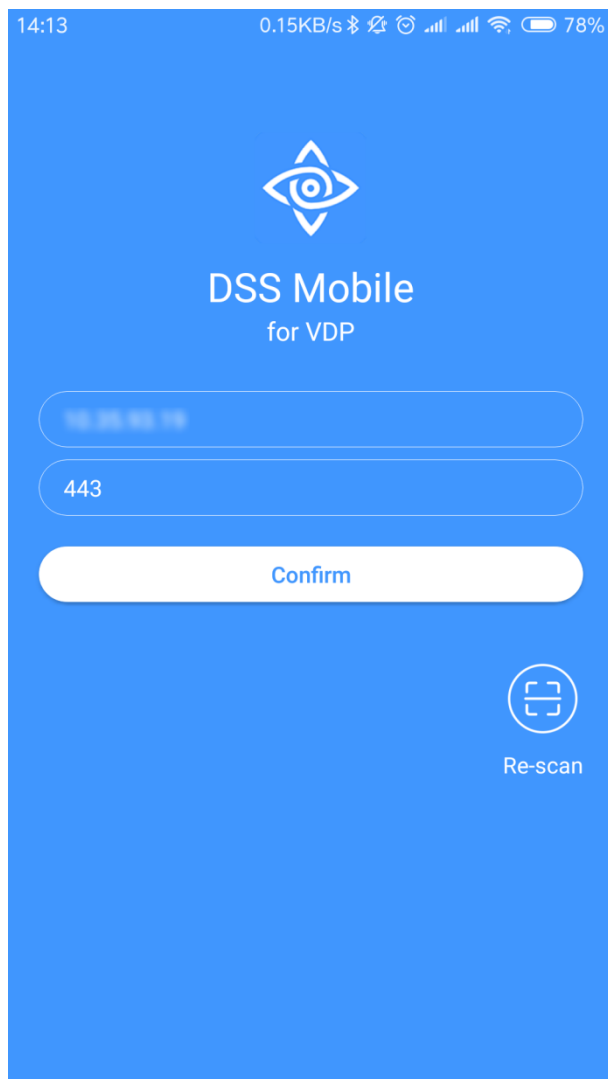 14:13 0.15KB/s 78%
DSS Mobile
for VDP
443
Confirm
Re-scan